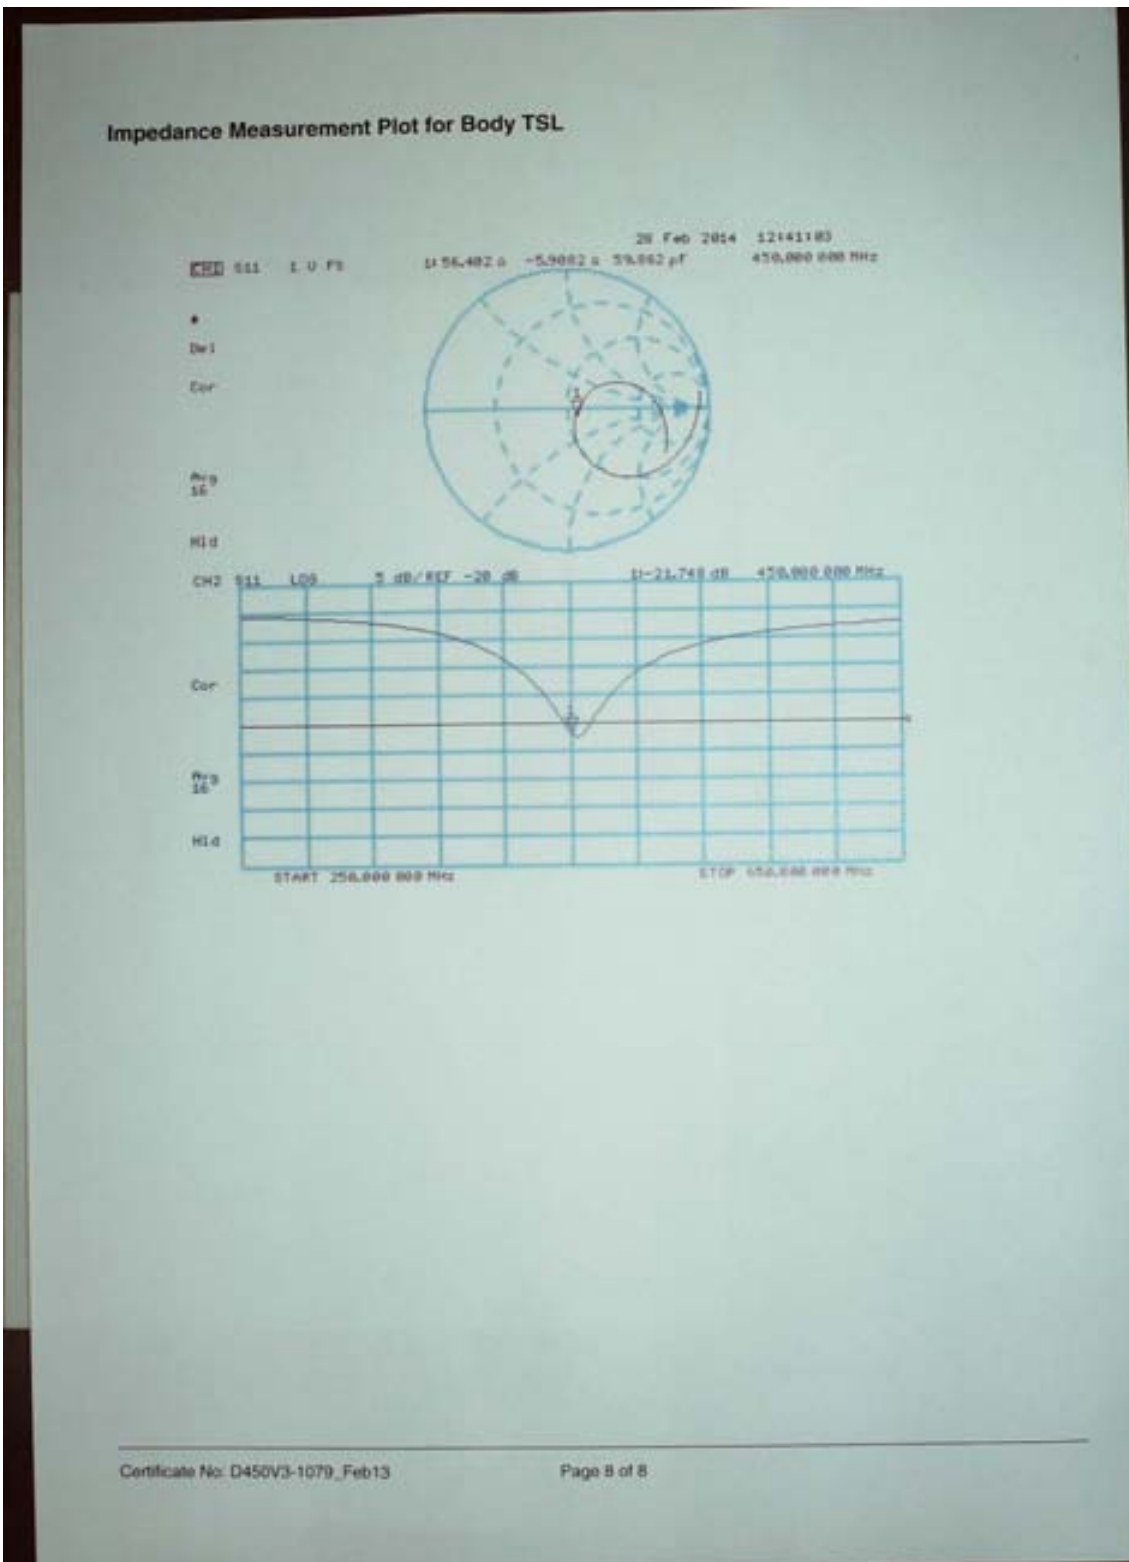 Impedance Measurement Plot for Body TSL
28 Feb 2014 12:41:03
CH1 S11 1 U FS 1: 56.402 Ω -5.9082 Ω 59.862 pF 450.000 000 MHz
*
Del
Cor
Avg
16
Hld
CH2 S11 LOG 5 dB/REF -20 dB 1:-21.748 dB 450.000 000 MHz
1
Cor
Avg
16
Hld
START 250.000 000 MHz STOP 650.000 000 MHz
Certificate No: D450V3-1079_Feb13 Page 8 of 8